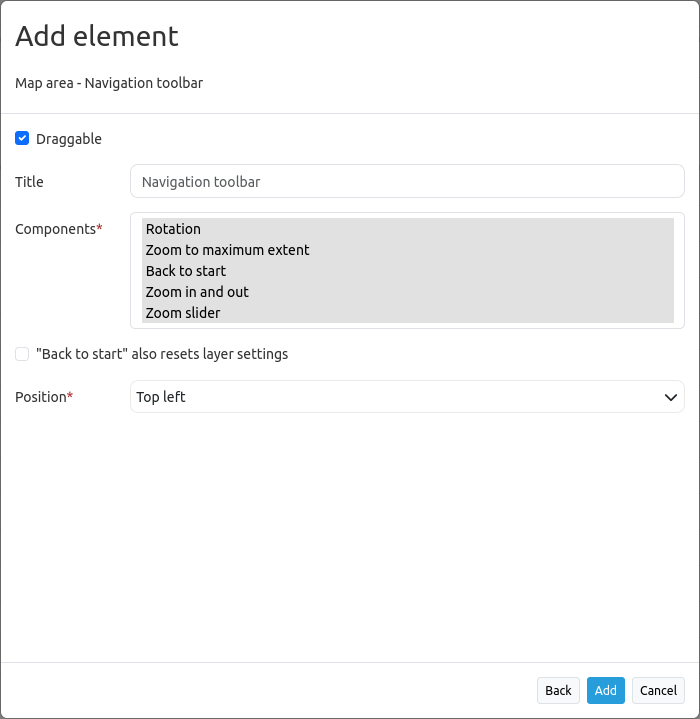 Add element
Map area - Navigation toolbar
Draggable
Title
Navigation toolbar
Components*
Rotation
Zoom to maximum extent
Back to start
Zoom in and out
Zoom slider
"Back to start" also resets layer settings
Position*
Top left
Back
Add
Cancel